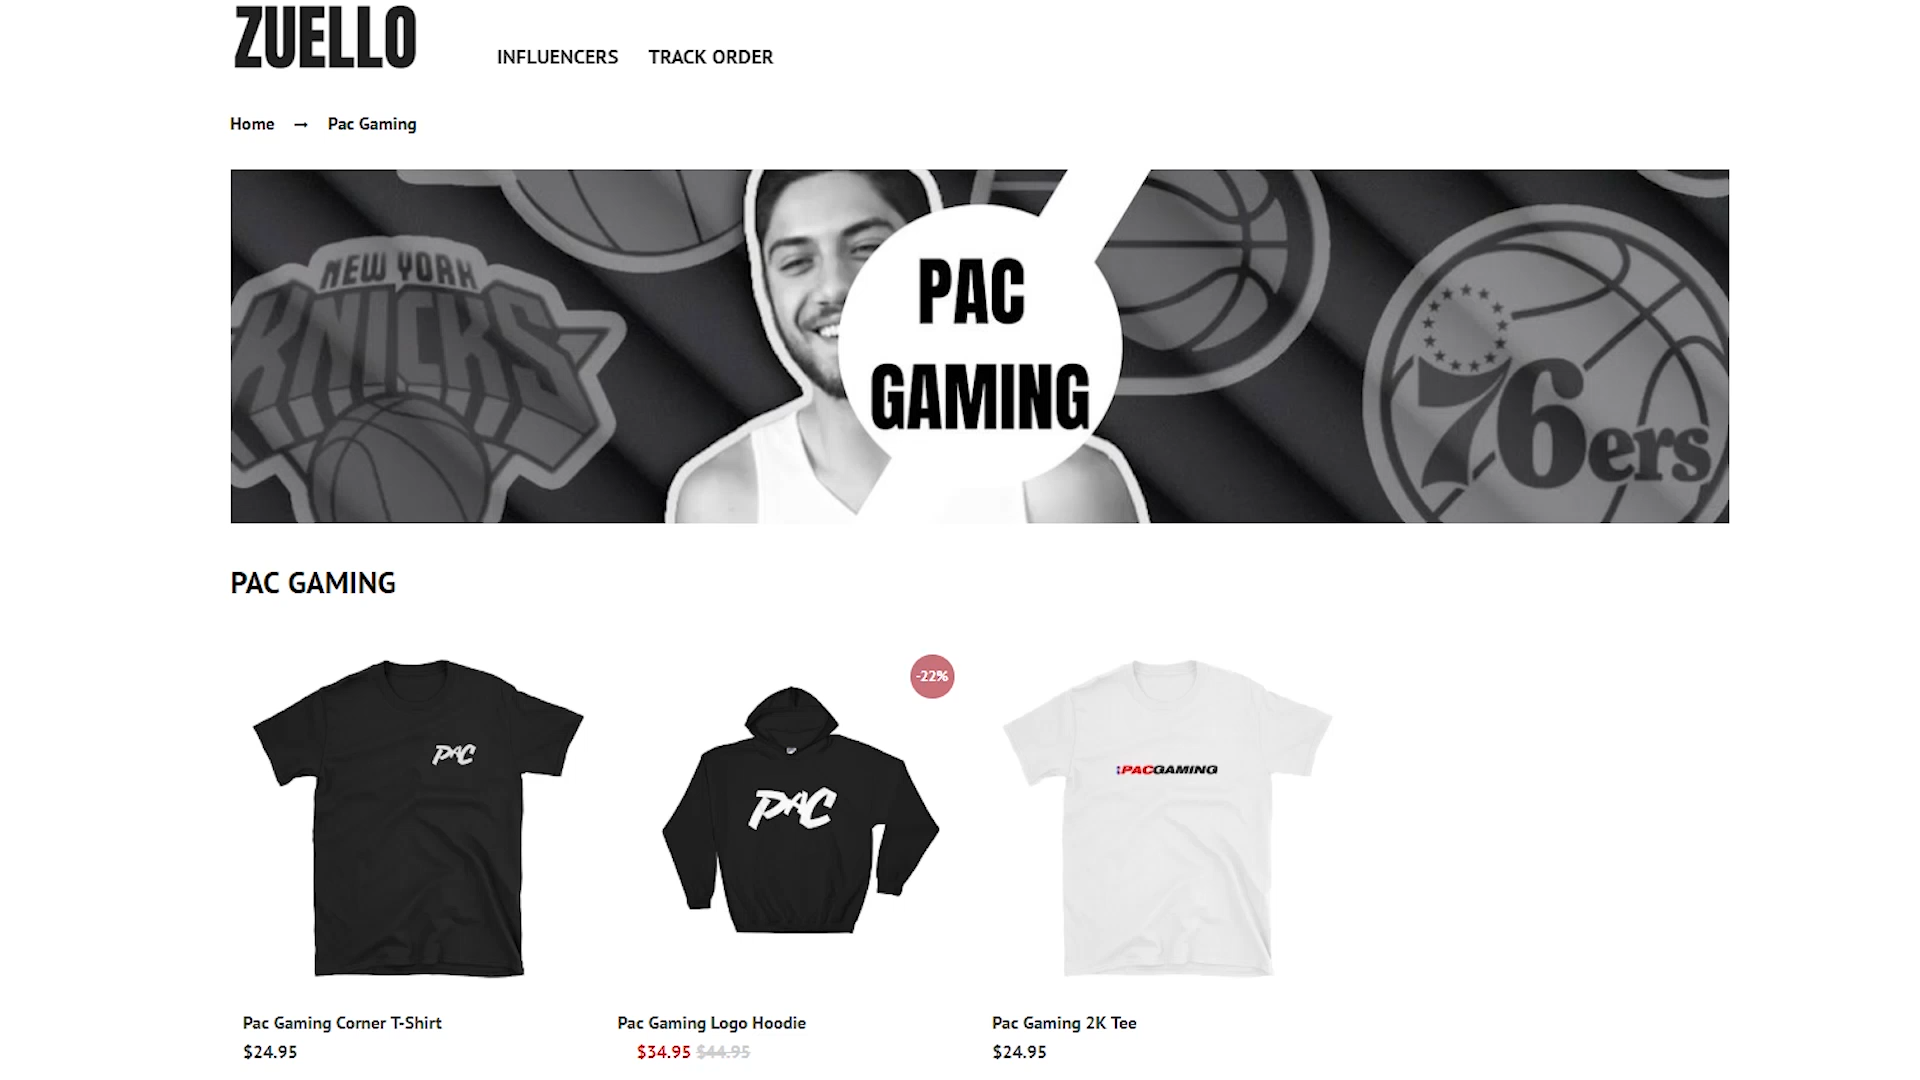 ZUELLO
INFLUENCERS TRACK ORDER
Home → Pac Gaming
NEW YORK
KNICKS
PAC
GAMING
76ers
PAC GAMING
-22%
PAC
PAC
PACGAMING
Pac Gaming Corner T-Shirt
$24.95
Pac Gaming Logo Hoodie
$34.95 $44.95
Pac Gaming 2K Tee
$24.95